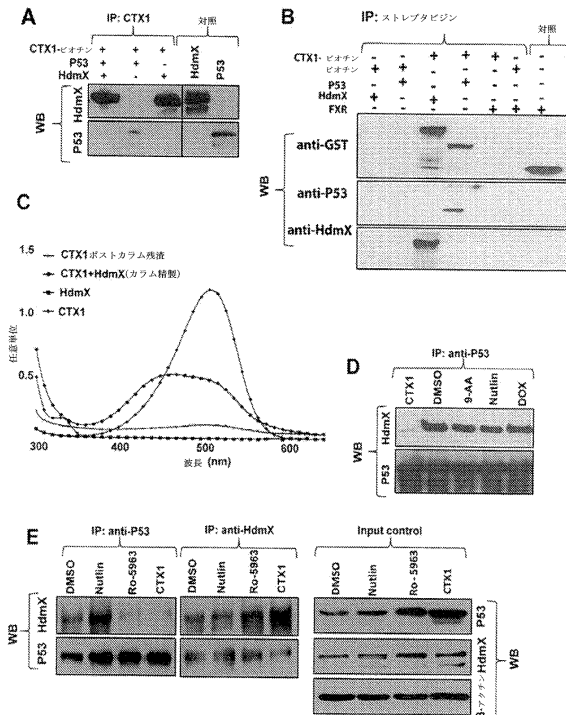 A
IP: CTX1
対照
CTX1-ビオチン + + +
P53 + + -
HdmX + - +
HdmX
P53
WB
HdmX
P53
B
IP: ストレプタビジン
対照
CTX1- ビオチン - - + + + - -
ビオチン + + - - - + -
P53
HdmX
FXR
WB
anti-GST
anti-P53
anti-HdmX
C
1.5
1.0
0.5
任意単位
CTX1ポストカラム残渣
CTX1+HdmX(カラム精製)
HdmX
CTX1
300
400
500
600
波長 (nm)
D
IP: anti-P53
CTX1
DMSO
9-AA
Nutlin
DOX
WB
HdmX
P53
E
IP: anti-P53
IP: anti-HdmX
Input control
DMSO
Nutlin
Ro-5963
CTX1
DMSO
Nutlin
Ro-5963
CTX1
DMSO
Nutlin
Ro-5963
CTX1
WB
HdmX
P53
P53
HdmX
β-アクチン
WB